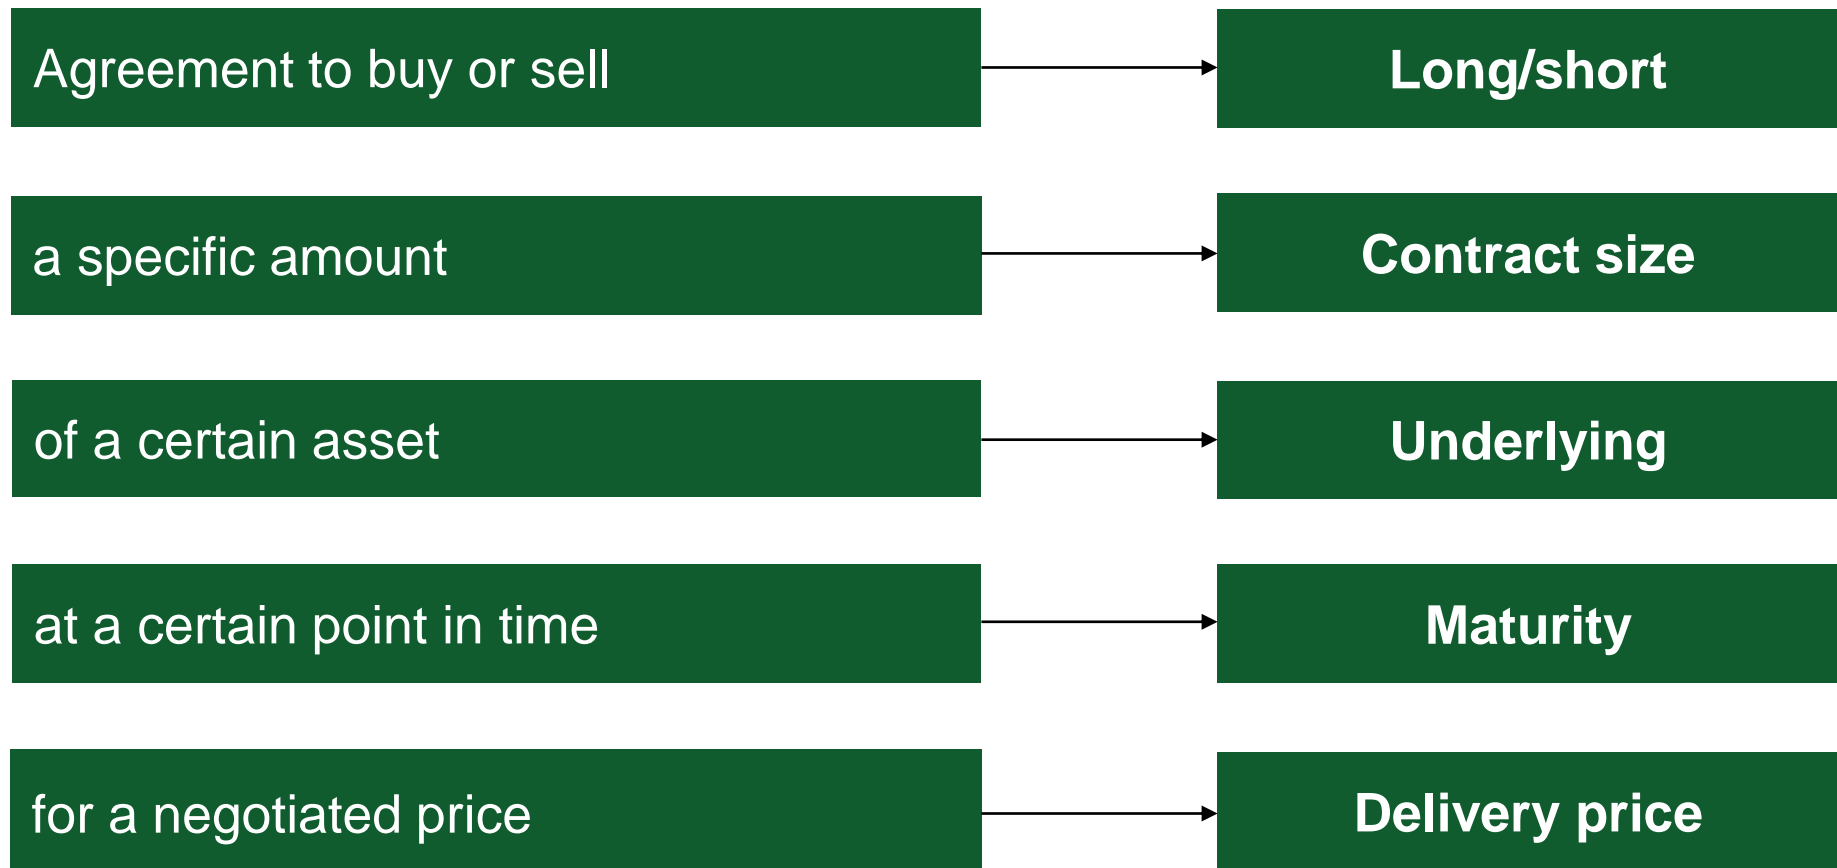 Agreement to buy or sell
Long/short
a specific amount
Contract size
of a certain asset
Underlying
at a certain point in time
Maturity
for a negotiated price
Delivery price